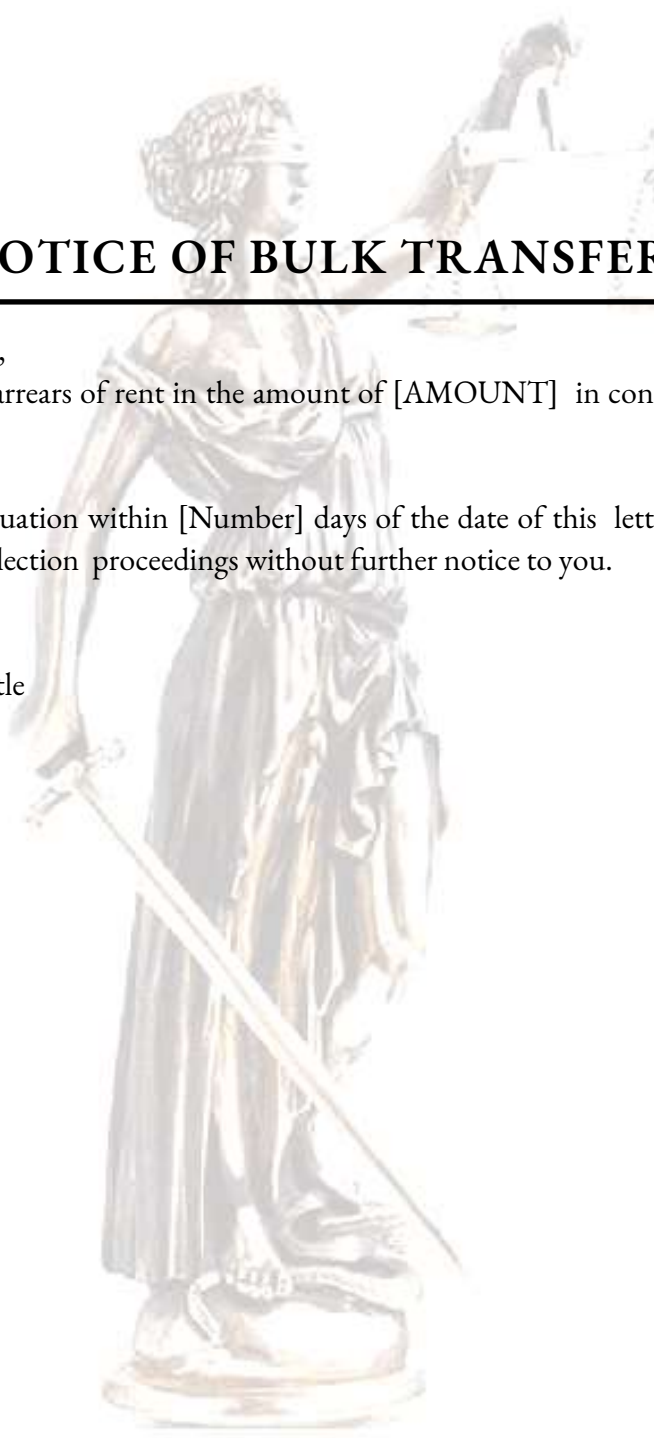 OTICE OF BULK TRANSFER
,
arrears of rent in the amount of [AMOUNT] in con
uation within [Number] days of the date of this lett
lection proceedings without further notice to you.
tle